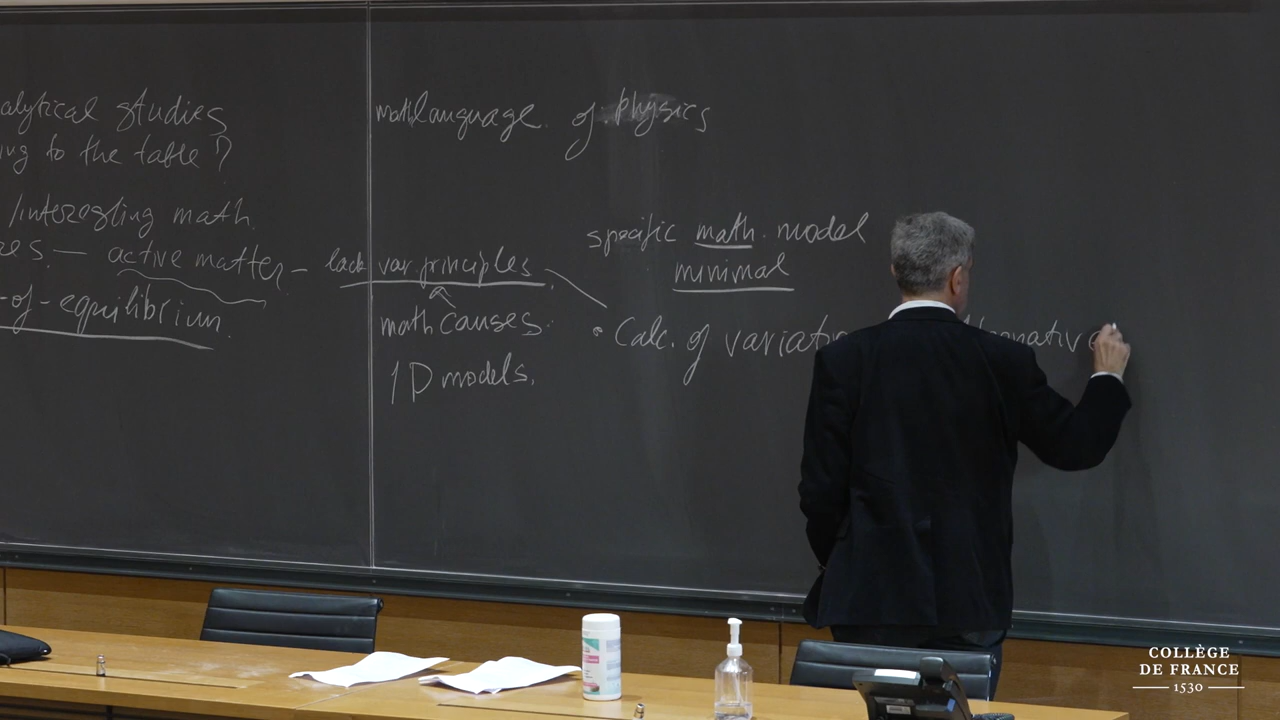 alytical studies
ing to the table?
/interesting math.
res. — active matter – lack var. principles.
-of-equilibrium.
math language of physics
math causes.
1D models.
specific math. model
minimal
• Calc. of variatio
COLLÈGE
DE FRANCE
1530